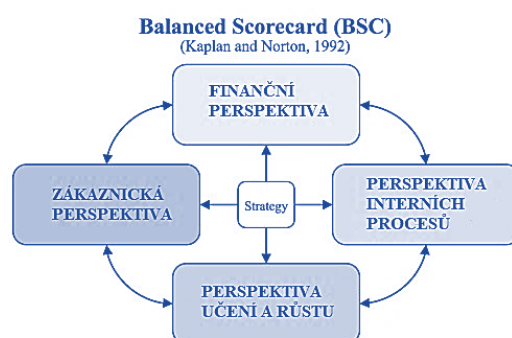 Balanced Scorecard (BSC)
(Kaplan and Norton, 1992)
FINANČNÍ
PERSPEKTIVA
ZÁKAZNICKÁ
PERSPEKTIVA
Strategy
PERSPEKTIVA
INTERNÍCH
PROCESŮ
PERSPEKTIVA
UČENÍ A RŮSTU